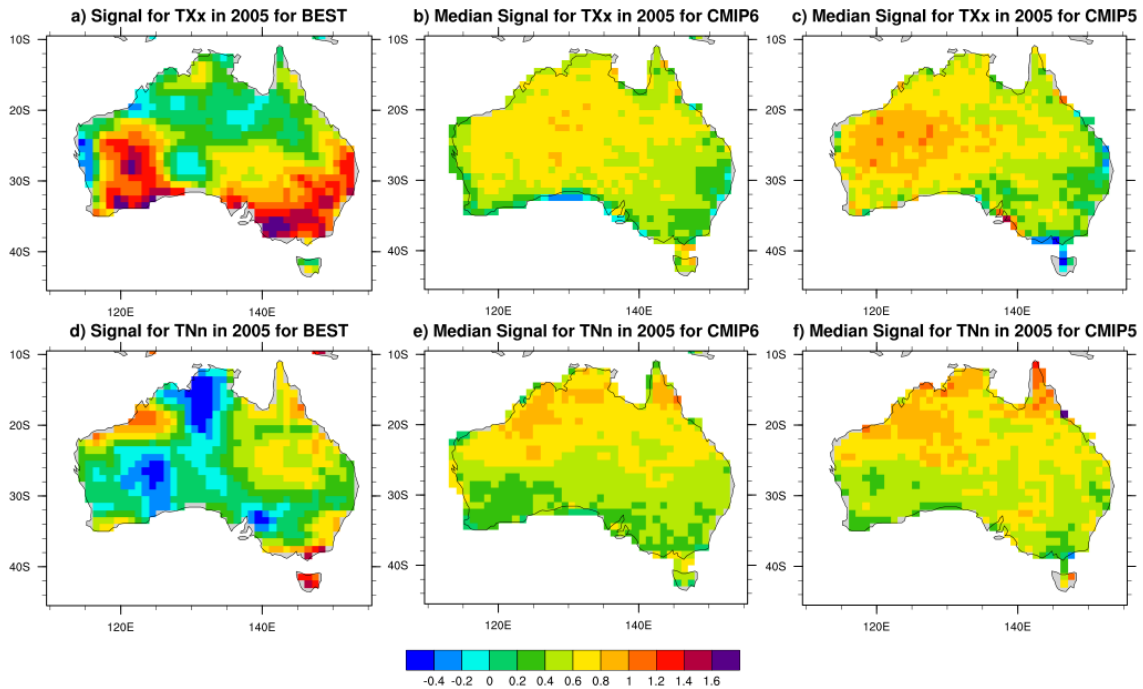 a) Signal for TXx in 2005 for BEST
b) Median Signal for TXx in 2005 for CMIP6
c) Median Signal for TXx in 2005 for CMIP5
10S
20S
30S
40S
120E
140E
10S
20S
30S
40S
120E
140E
10S
20S
30S
40S
120E
140E
d) Signal for TNn in 2005 for BEST
e) Median Signal for TNn in 2005 for CMIP6
f) Median Signal for TNn in 2005 for CMIP5
10S
20S
30S
40S
120E
140E
10S
20S
30S
40S
120E
140E
10S
20S
30S
40S
120E
140E
-0.4 -0.2 0 0.2 0.4 0.6 0.8 1 1.2 1.4 1.6